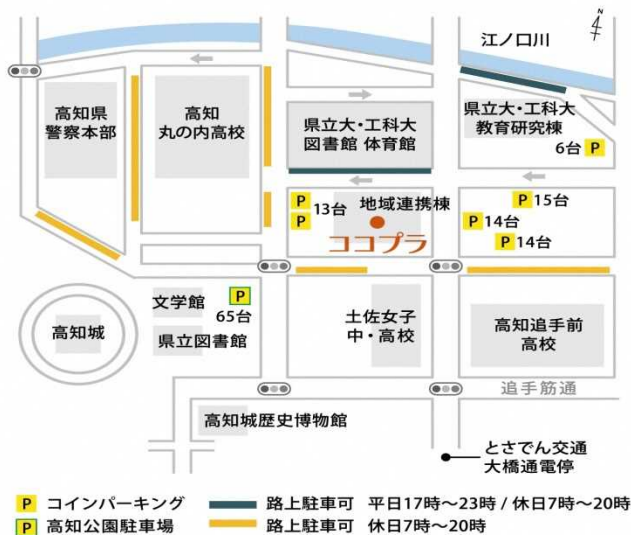 江ノ口川
N
高知県
警察本部
高知
丸の内高校
県立大・工科大
図書館 体育館
県立大・工科大
教育研究棟
6台 P
P
P
13台
地域連携棟
ココプラ
P 15台
P 14台
P 14台
文学館
P
65台
県立図書館
高知城
土佐女子
中・高校
高知追手前
高校
追手筋通
高知城歴史博物館
とさでん交通
大橋通電停
P コインパーキング
路上駐車可 平日17時～23時 / 休日7時～20時
P 高知公園駐車場
路上駐車可 休日7時～20時